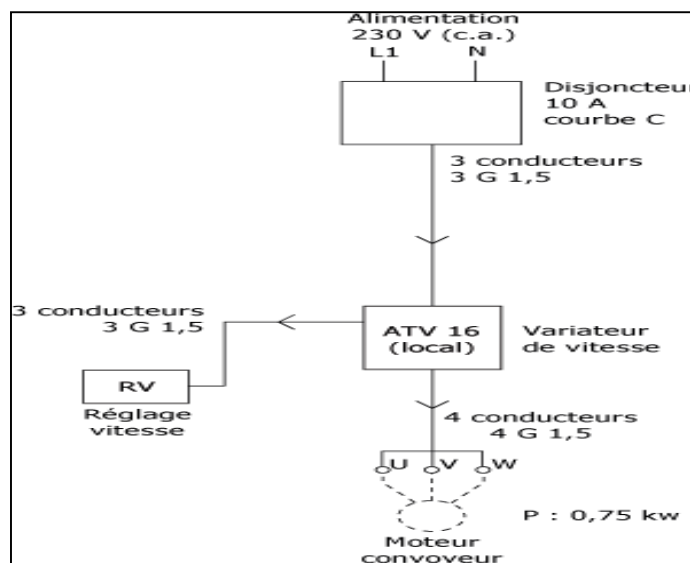 Alimentation
230 V (c.a.)
L1 N
Disjoncteur
10 A
courbe C
3 conducteurs
3 G 1,5
3 conducteurs
3 G 1,5
ATV 16
(local)
Variateur
de vitesse
RV
Réglage
vitesse
4 conducteurs
4 G 1,5
U V W
P : 0,75 kw
Moteur
convoyeur